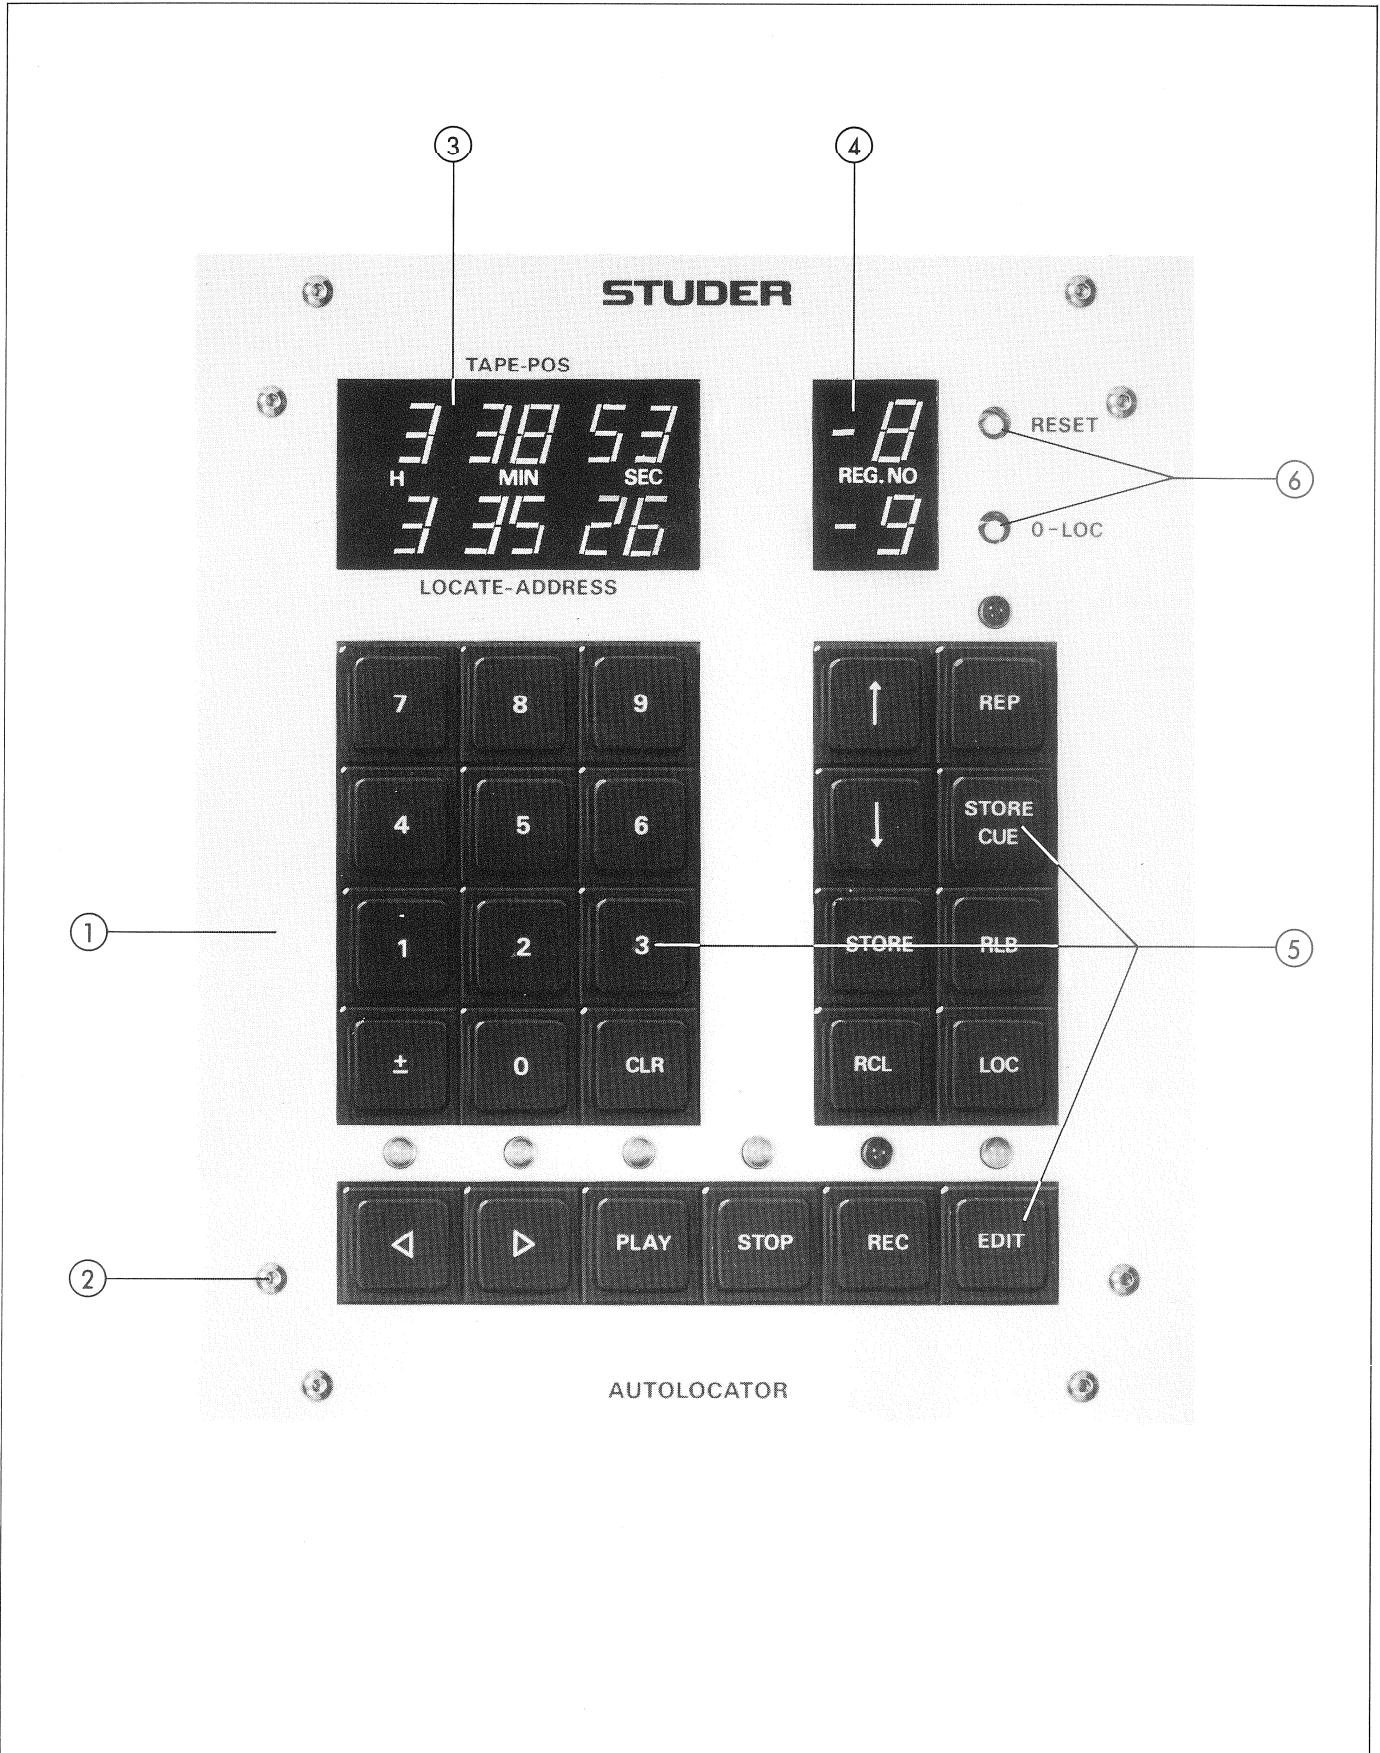 3 4
STUDER
TAPE-POS
3 38 53 -8
RESET
H MIN SEC REG.NO
6
3 35 26 -9
0-LOC
LOCATE-ADDRESS
7 8 9 ↑ REP
4 5 6 ↓ STORE CUE
1
1 2 3 STORE RLB
5
± 0 CLR RCL LOC
◁ ▷ PLAY STOP REC EDIT
2
AUTOLOCATOR